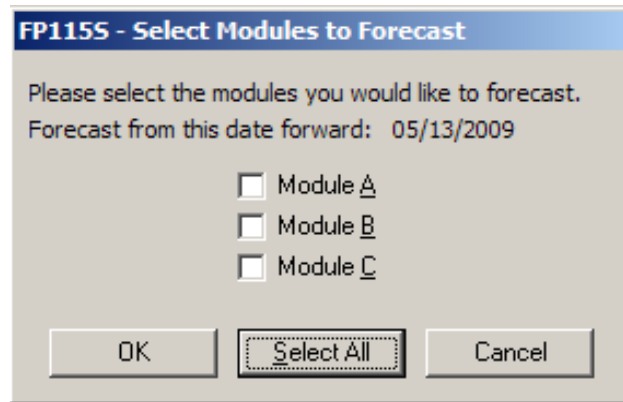 FP115S - Select Modules to Forecast
Please select the modules you would like to forecast.
Forecast from this date forward: 05/13/2009
Module A
Module B
Module C
OK Select All Cancel